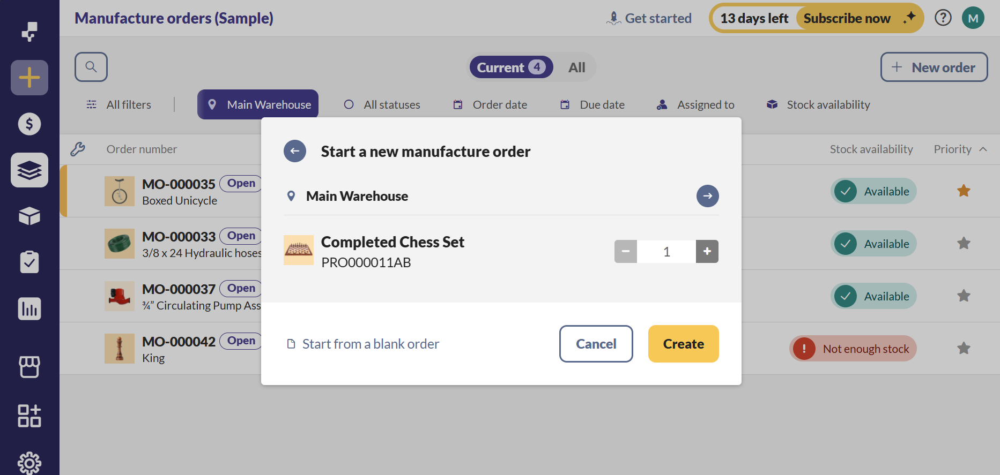 Manufacture orders (Sample)
Get started
13 days left
Subscribe now
?
M
Current 4
All
+ New order
All filters
Main Warehouse
All statuses
Order date
Due date
Assigned to
Stock availability
Order number
Stock availability
Priority
MO-000035 Open
Boxed Unicycle
Available
MO-000033 Open
3/8 x 24 Hydraulic hoses
Available
MO-000037 Open
¾” Circulating Pump Ass
Available
MO-000042 Open
King
Not enough stock
Start a new manufacture order
Main Warehouse
Completed Chess Set
PRO000011AB
− 1 +
Start from a blank order
Cancel
Create